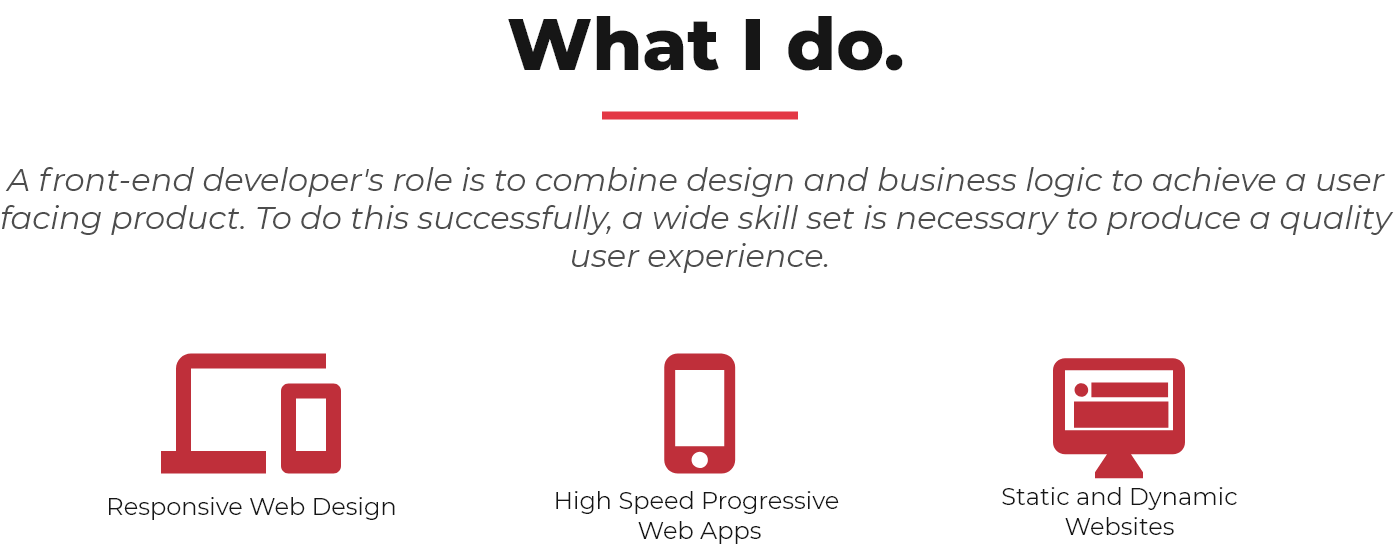 What I do.
A front-end developer's role is to combine design and business logic to achieve a user
facing product. To do this successfully, a wide skill set is necessary to produce a quality
user experience.
Responsive Web Design
High Speed Progressive
Web Apps
Static and Dynamic
Websites